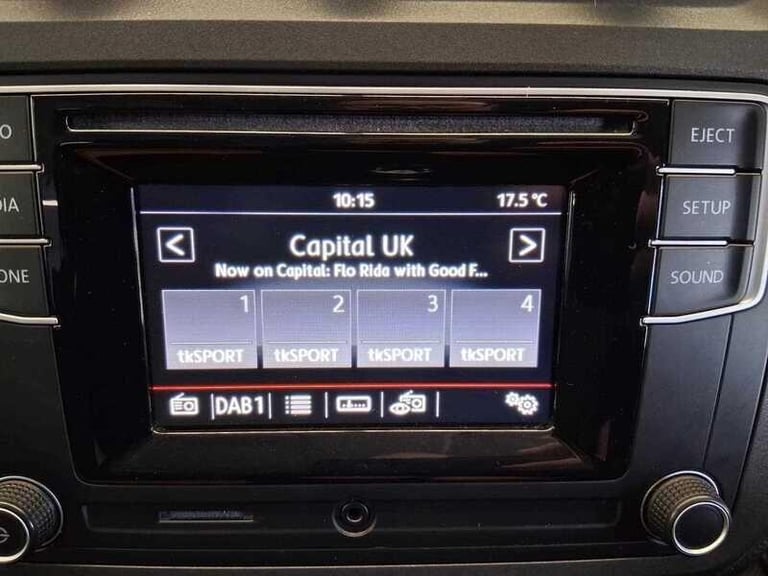 10:15 17.5 °C
EJECT
DIA
SETUP
< Capital UK >
Now on Capital: Flo Rida with Good F...
ONE
SOUND
1 2 3 4
tkSPORT tkSPORT tkSPORT tkSPORT
DAB1